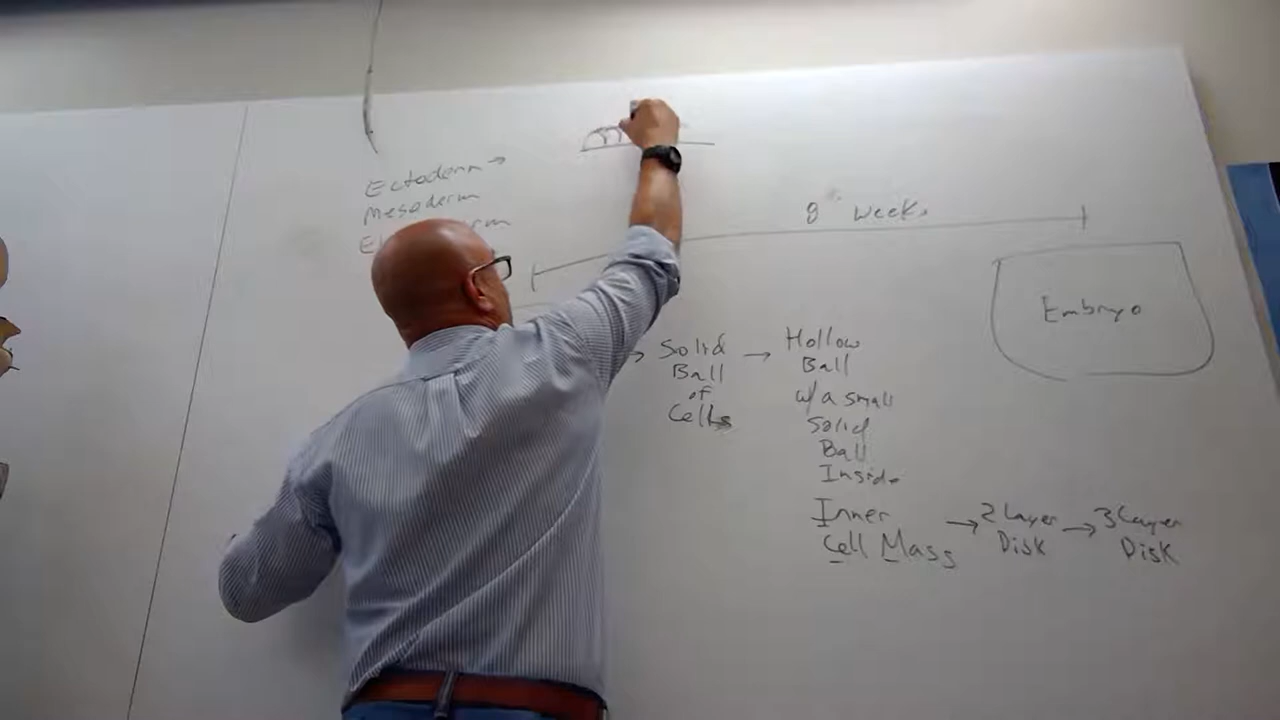 Ectoderm →
Mesoderm
8 weeks
Embryo
→ Solid
Ball
of
Cells
→ Hollow
Ball
w/a small
Solid
Ball
Inside
Inner
Cell Mass
→ 2 Layer
Disk
→ 3 Layer
Disk